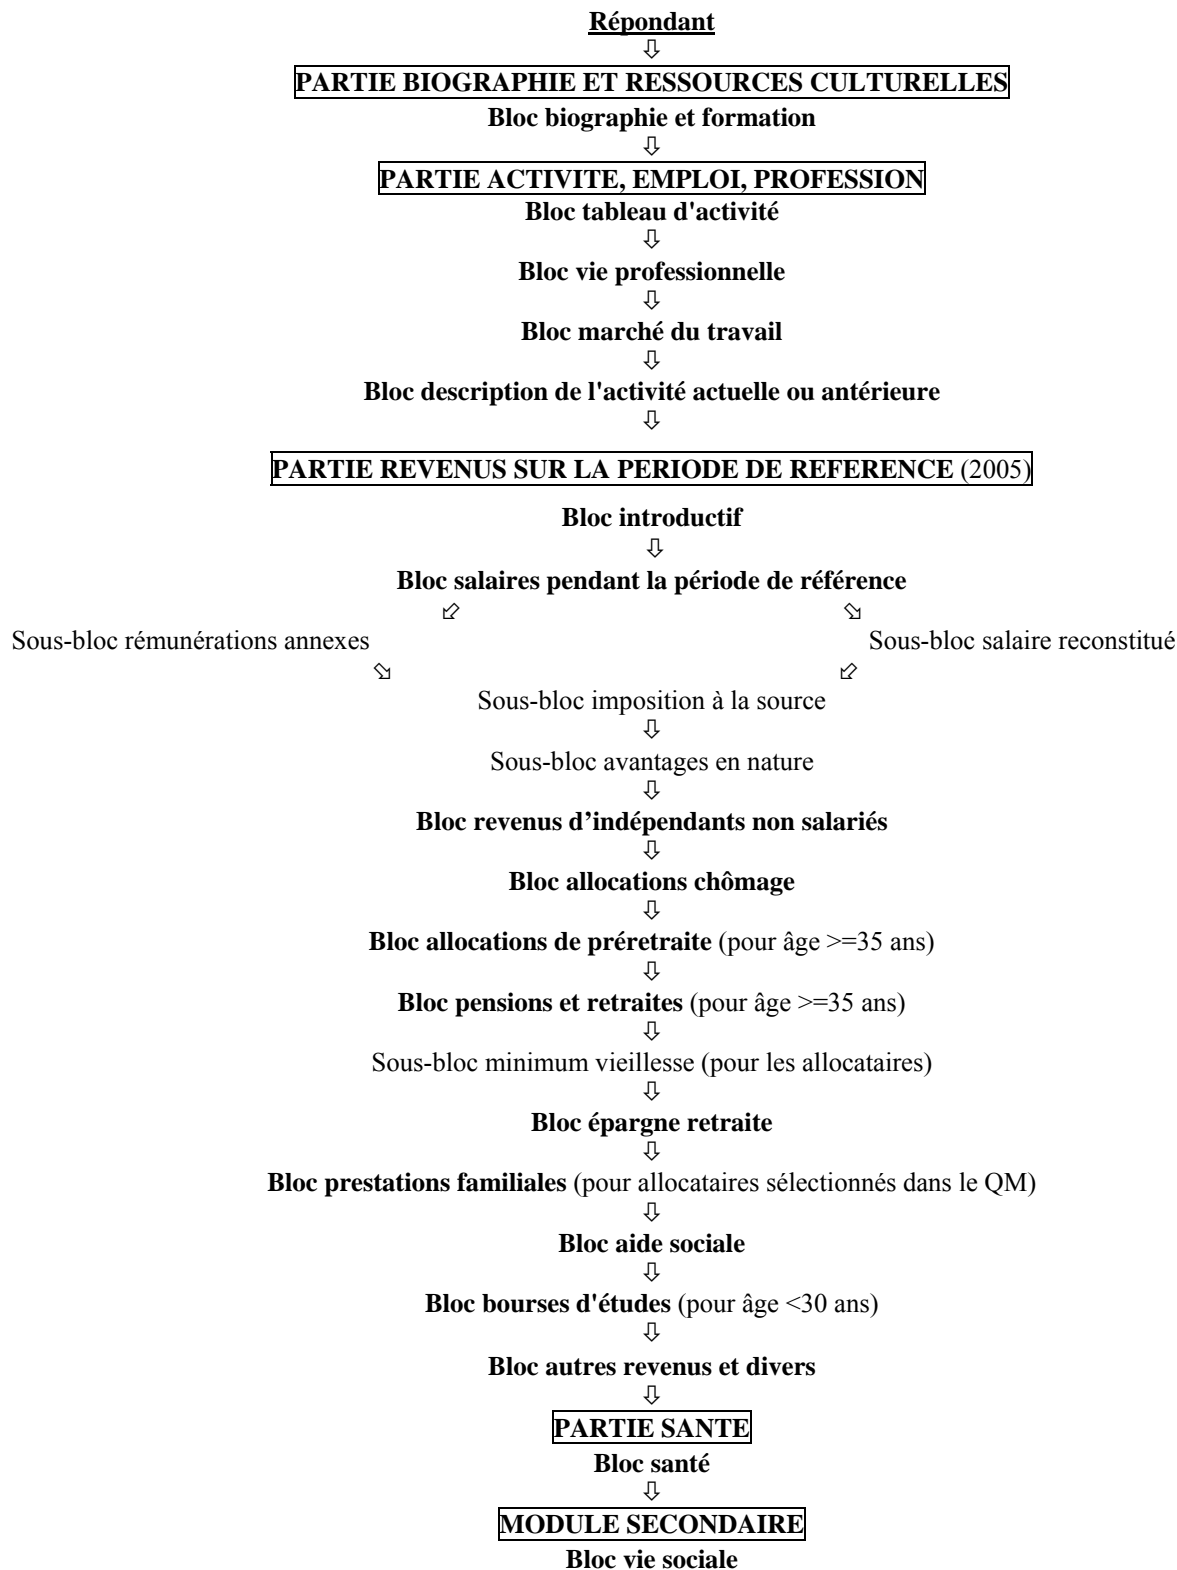 Répondant
⇩
PARTIE BIOGRAPHIE ET RESSOURCES CULTURELLES
Bloc biographie et formation
⇩
PARTIE ACTIVITE, EMPLOI, PROFESSION
Bloc tableau d'activité
⇩
Bloc vie professionnelle
⇩
Bloc marché du travail
⇩
Bloc description de l'activité actuelle ou antérieure
⇩
PARTIE REVENUS SUR LA PERIODE DE REFERENCE (2005)
Bloc introductif
⇩
Bloc salaires pendant la période de référence
⬃ ⬂
Sous-bloc rémunérations annexes Sous-bloc salaire reconstitué
⬂ ⬃
Sous-bloc imposition à la source
⇩
Sous-bloc avantages en nature
⇩
Bloc revenus d’indépendants non salariés
⇩
Bloc allocations chômage
⇩
Bloc allocations de préretraite (pour âge >=35 ans)
⇩
Bloc pensions et retraites (pour âge >=35 ans)
⇩
Sous-bloc minimum vieillesse (pour les allocataires)
⇩
Bloc épargne retraite
⇩
Bloc prestations familiales (pour allocataires sélectionnés dans le QM)
⇩
Bloc aide sociale
⇩
Bloc bourses d'études (pour âge <30 ans)
⇩
Bloc autres revenus et divers
⇩
PARTIE SANTE
Bloc santé
⇩
MODULE SECONDAIRE
Bloc vie sociale